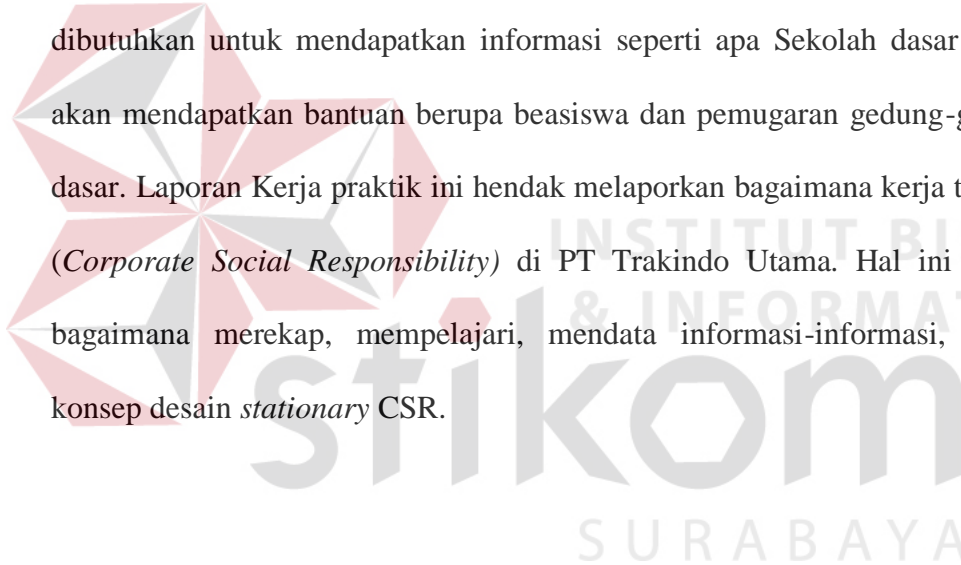 dibutuhkan untuk mendapatkan informasi seperti apa Sekolah dasar
akan mendapatkan bantuan berupa beasiswa dan pemugaran gedung-
dasar. Laporan Kerja praktik ini hendak melaporkan bagaimana kerja
(Corporate Social Responsibility) di PT Trakindo Utama. Hal ini
bagaimana merekap, mempelajari, mendata informasi-informasi,
konsep desain stationary CSR.
INSTITUT BI
& INFORMAT
stikom
SURABAYA